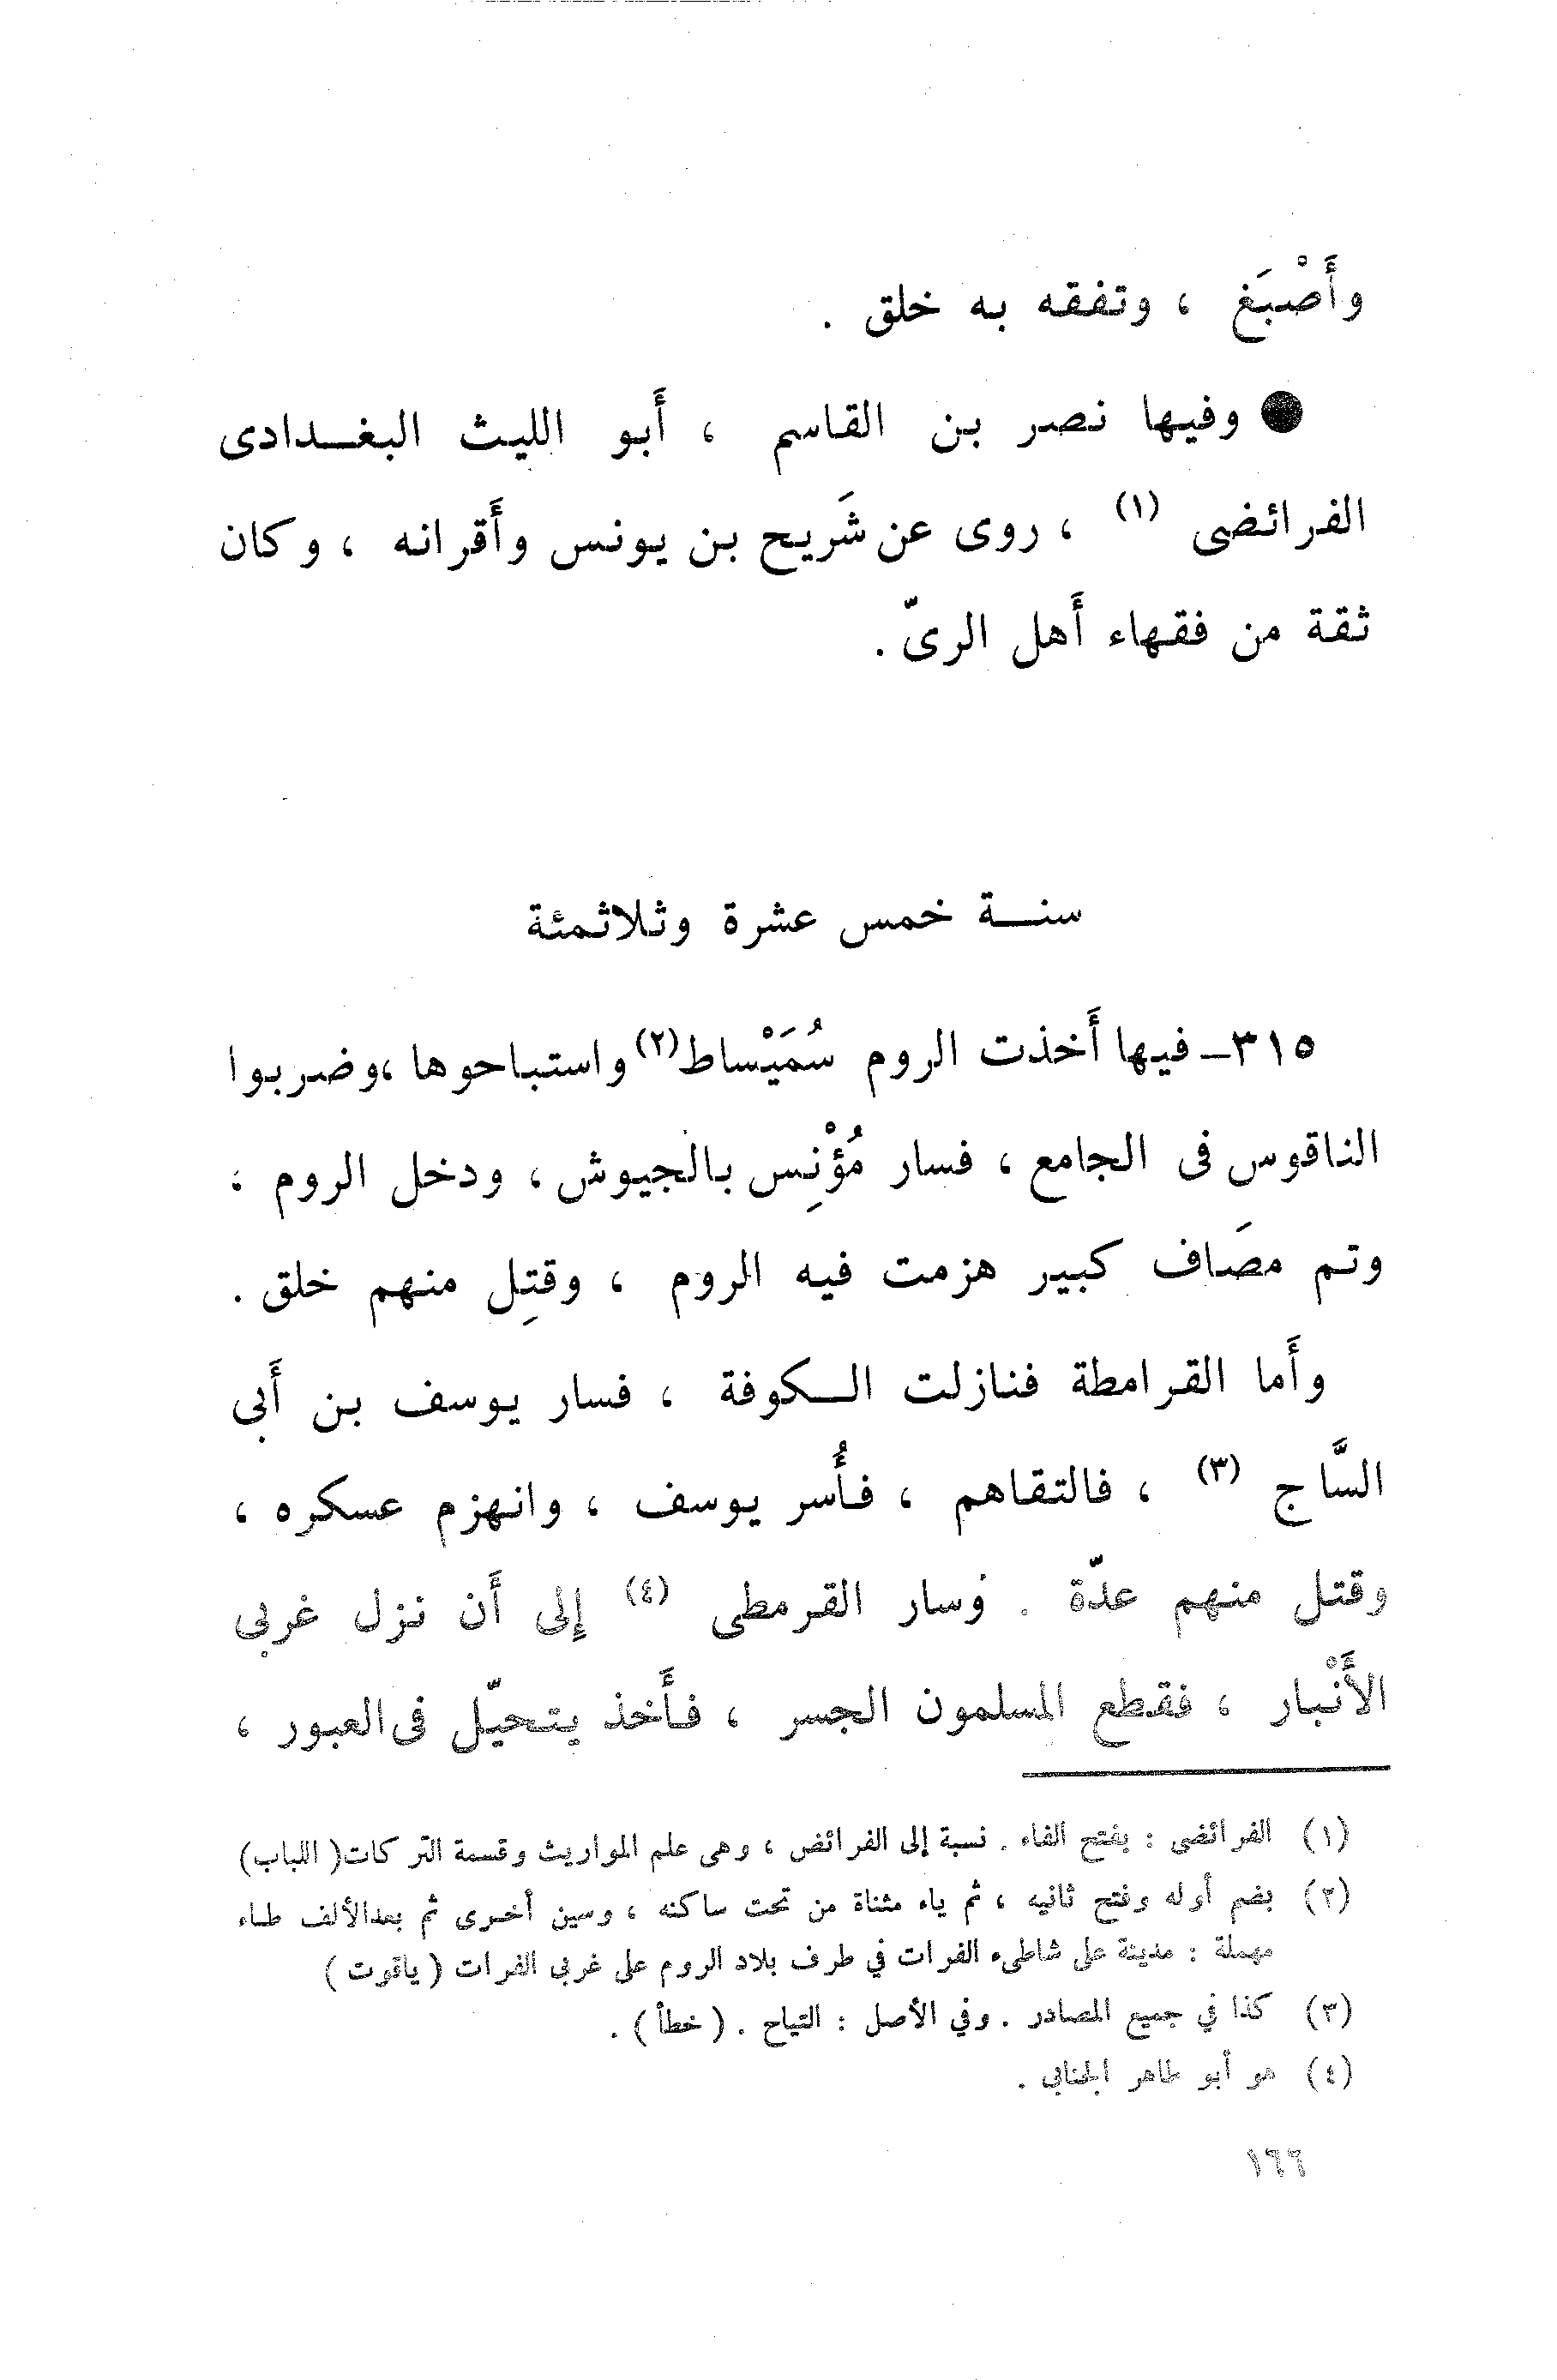 وأَصْبَغ ، وتفقه به خلق .
● وفيها نصر بن القاسم ، أَبو الليث البغـدادى
الفرائضى (١) ، روى عن شَريح بن يونس وأَقرانه ، وكان
ثقة من فقهاء أَهل الرىّ .
سنـة خمس عشرة وثلاثمئة
٣١٥ـ فيها أَخذت الروم سُمَيْساط(٢) واستباحوها ،وضربوا
الناقوس فى الجامع ، فسار مُؤْنِس بالجيوش ، ودخل الروم :
وتم مصَاف كبير هزمت فيه الروم ، وقتِل منهم خلق .
وأَما القرامطة فنازلت الـكوفة ، فسار يوسف بن أَبى
السَّاج (٣) ، فالتقاهم ، فأُسر يوسف ، وانهزم عسكره ،
وقتل منهم عدّة . وسار القرمطى (٤) إِلى أَن نزل غربى
الأَنْبار ، فقطع المسلمون الجسر ، فأَخذ يتحيّل فى العبور ،
(١) الفرائضى : بفتح الفاء . نسبة إلى الفرائض ، وهى علم المواريث وقسمة التركات( اللباب)
(٢) بضم أوله وفتح ثانيه ، ثم ياء مثناة من تحت ساكنه ، وسين أخرى ثم بعدالألف طاء
مهملة : مدينة على شاطىء الفرات في طرف بلاد الروم على غربى الفرات ( ياقوت )
(٣) كذا في جميع المصادر . وفي الأصل : التياح . ( خطأ ) .
(٤) هو أبو طاهر الجنابي .
١٦٦